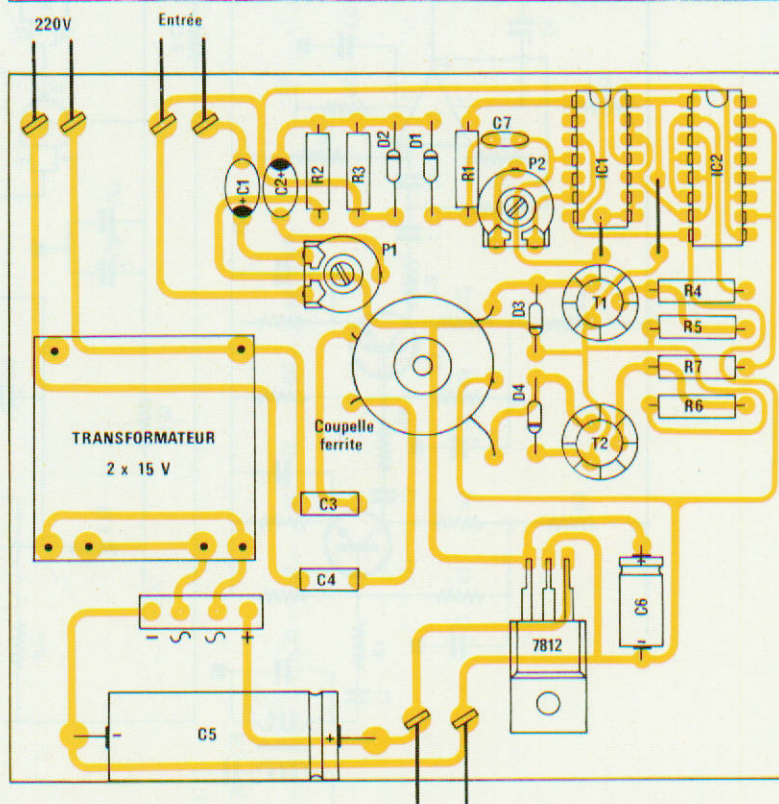 220V
Entrée
C1
+
C2+
R2
R3
D2
D1
R1
C7
P2
IC1
IC2
P1
T1
D3
R4
R5
R7
R6
D4
T2
Coupelle
ferrite
TRANSFORMATEUR
2 x 15 V
C3
C4
- +
7812
+
C6
-
- C5 +